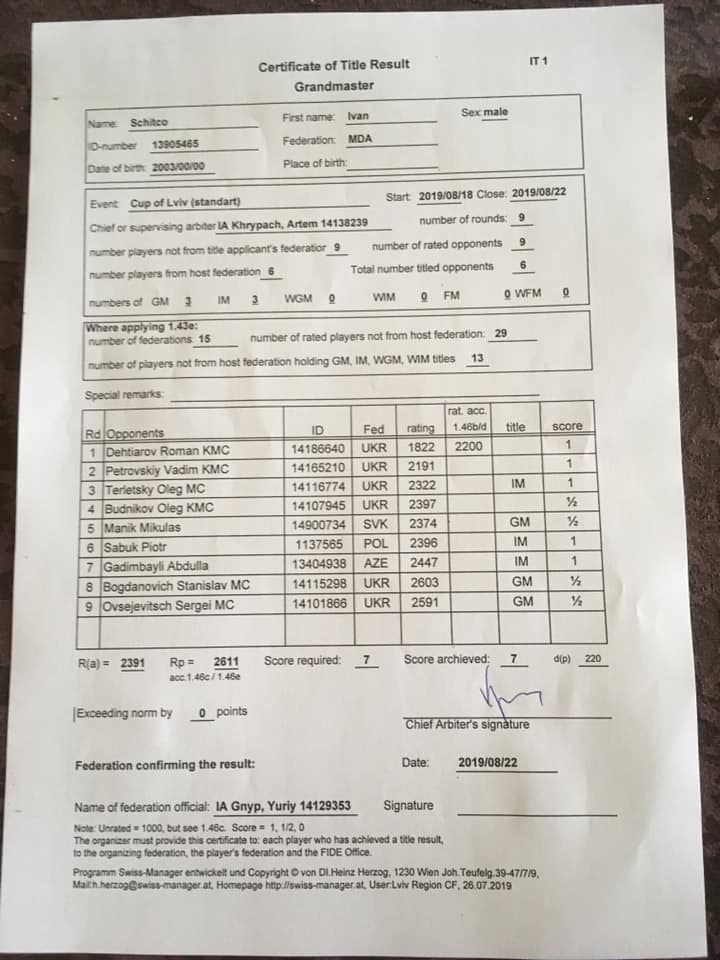 Certificate of Title Result IT 1
Grandmaster
Name: Schitco First name: Ivan Sex: male
ID-number 13905465 Federation: MDA
Date of birth: 2003/00/00 Place of birth:
Event: Cup of Lviv (standart) Start: 2019/08/18 Close: 2019/08/22
Chief or supervising arbiter IA Khrypach, Artem 14138239 number of rounds: 9
number players not from title applicant's federatior 9 number of rated opponents 9
number players from host federation 6 Total number titled opponents 6
numbers of GM 3 IM 3 WGM 0 WIM 0 FM 0 WFM 0
Where applying 1.43e:
number of federations: 15 number of rated players not from host federation: 29
number of players not from host federation holding GM, IM, WGM, WIM titles 13
Special remarks:
Rd Opponents ID Fed rating rat. acc. 1.46b/d title score
1 Dehtiarov Roman KMC 14186640 UKR 1822 2200 1
2 Petrovskiy Vadim KMC 14165210 UKR 2191 1
3 Terletsky Oleg MC 14116774 UKR 2322 IM 1
4 Budnikov Oleg KMC 14107945 UKR 2397 ½
5 Manik Mikulas 14900734 SVK 2374 GM ½
6 Sabuk Piotr 1137565 POL 2396 IM 1
7 Gadimbayli Abdulla 13404938 AZE 2447 IM 1
8 Bogdanovich Stanislav MC 14115298 UKR 2603 GM ½
9 Ovsejevitsch Sergei MC 14101866 UKR 2591 GM ½
R(a) = 2391 Rp = 2611 Score required: 7 Score archieved: 7 d(p) 220
acc.1.46c / 1.46e
Exceeding norm by 0 points
Chief Arbiter's signature
Federation confirming the result: Date: 2019/08/22
Name of federation official: IA Gnyp, Yuriy 14129353 Signature
Note: Unrated = 1000, but see 1.46c. Score = 1, 1/2, 0
The organizer must provide this certificate to: each player who has achieved a title result,
to the organizing federation, the player's federation and the FIDE Office.
Programm Swiss-Manager entwickelt und Copyright © von DI.Heinz Herzog, 1230 Wien Joh.Teufelg.39-47/7/9,
Mail:h.herzog@swiss-manager.at, Homepage http://swiss-manager.at, User:Lviv Region CF, 26.07.2019